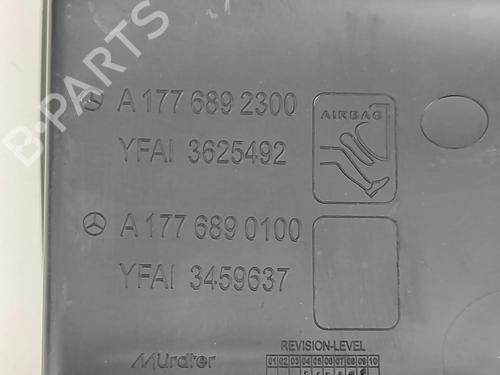 A 177 689 2300
YFAI 3625492
AIRBAG
A 177 689 0100
YFAI 3459637
REVISION-LEVEL
Mürdter
01 02 03 04 05 06 07 08 09 10
B-PARTS